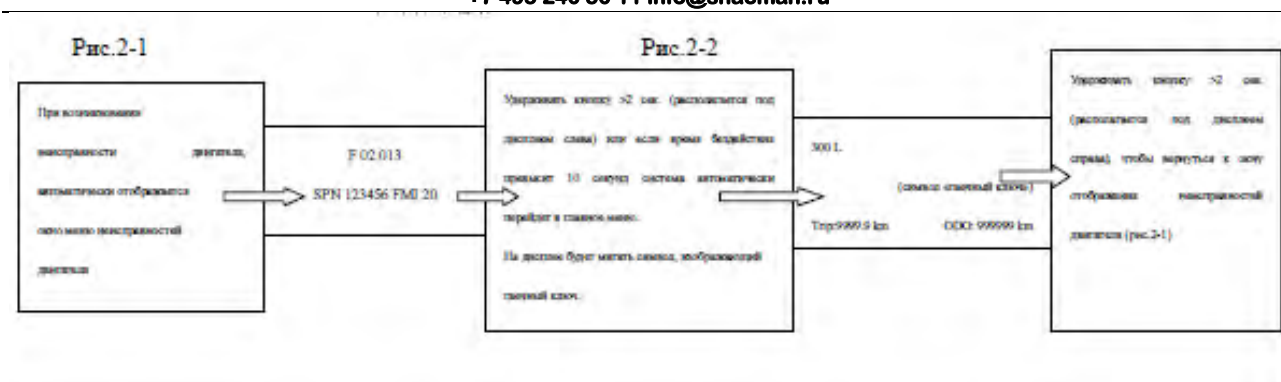 +7 495 240 80 11 info@shacman.ru
Рис.2-1
Рис.2-2
При возникновении
неисправности двигателя,
автоматически отображается
окно меню неисправностей
двигателя
F 02.013
SPN 123456 FMI 20
Удерживать кнопку >2 сек. (располагается под
дисплеем слева) или если время бездействия
превысит 10 секунд система автоматически
перейдет в главное меню.
На дисплее будет мигать символ, изображающий
гаечный ключ.
300 L
(символ гаечный ключ)
Trip:9999.9 km ODO: 999999 km
Удерживать кнопку >2 сек.
(располагается под дисплеем
справа), чтобы вернуться к окну
отображения неисправностей
двигателя (рис.2-1)